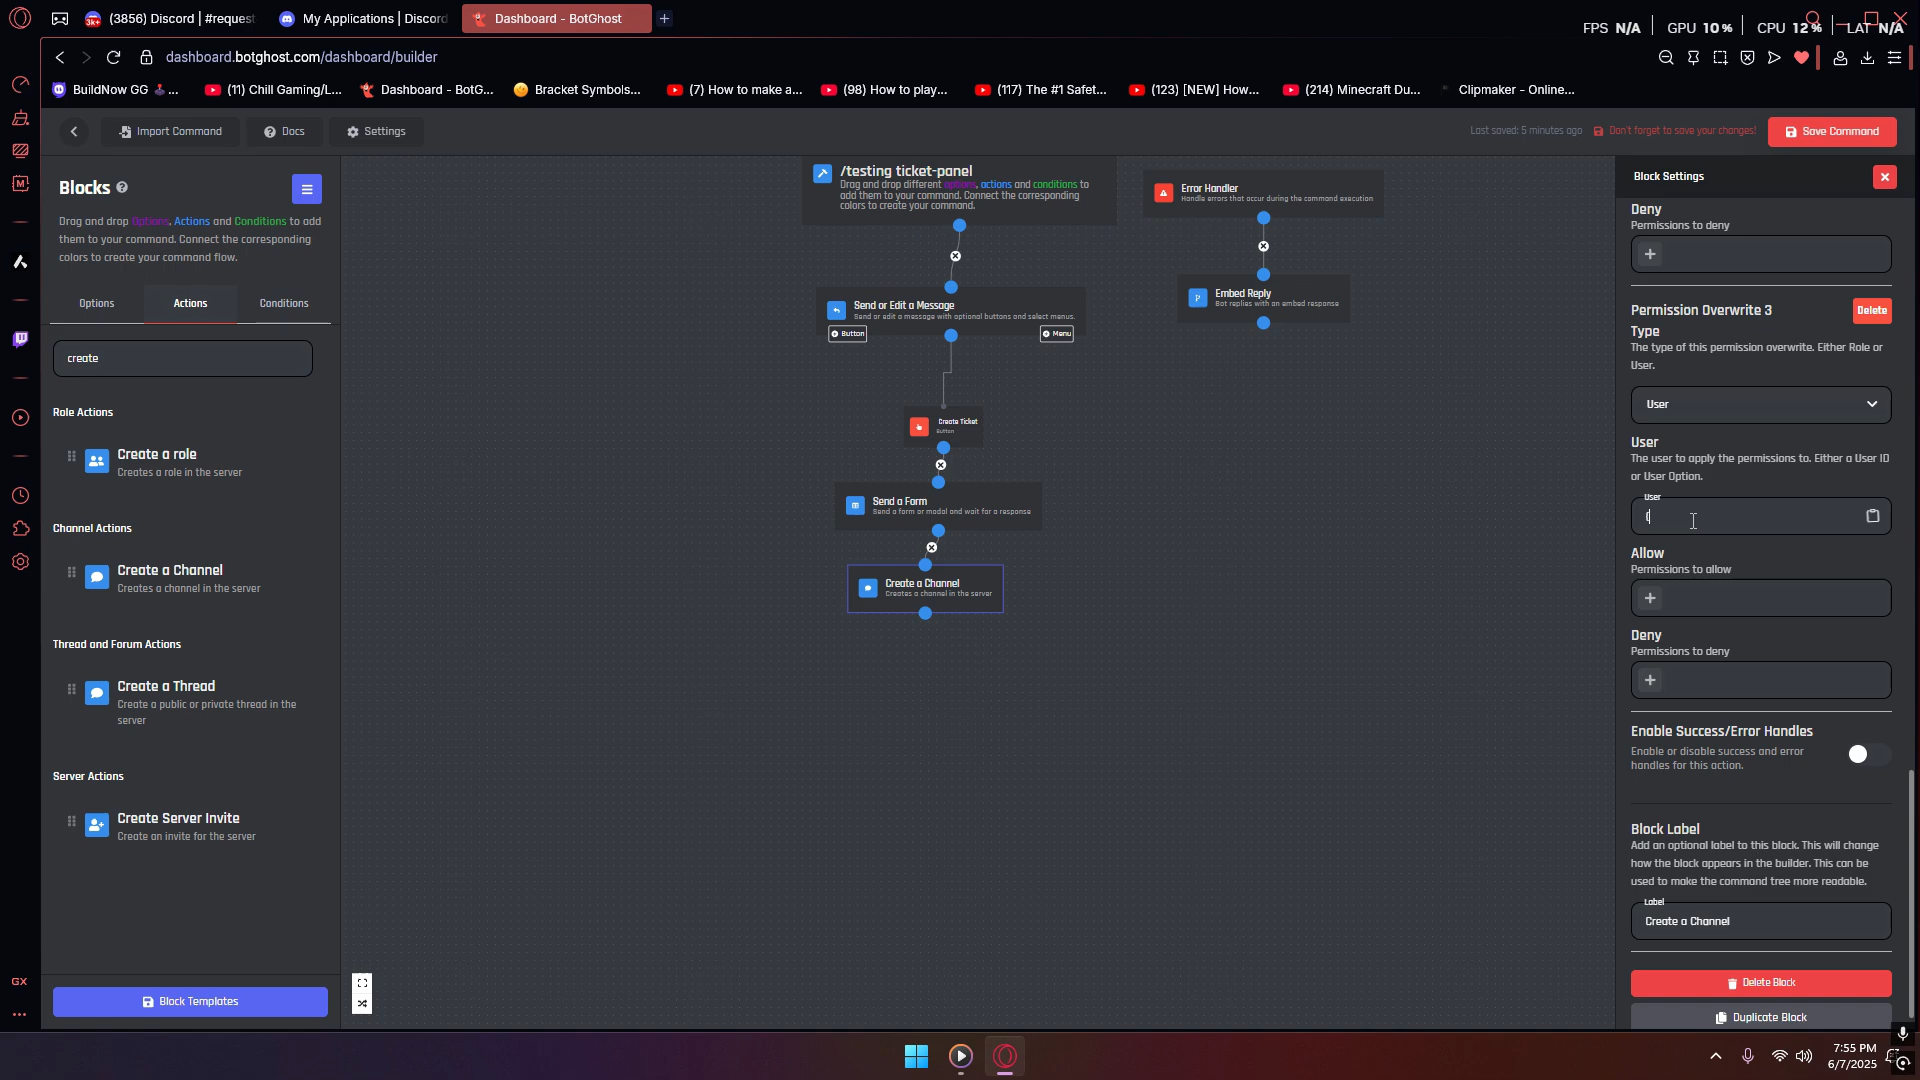 (3856) Discord | #request
My Applications | Discord
Dashboard - BotGhost
FPS N/A
GPU 10 %
CPU 12 %
LAT N/A
dashboard.botghost.com/dashboard/builder
BuildNow GG
(11) Chill Gaming/L...
Dashboard - BotG...
Bracket Symbols...
(7) How to make a...
(98) How to play...
(117) The #1 Safet...
(123) [NEW] How...
(214) Minecraft Du...
Clipmaker - Online...
Import Command
Docs
Settings
Last saved: 5 minutes ago
Don't forget to save your changes!
Save Command
Blocks
Drag and drop Options, Actions and Conditions to add
them to your command. Connect the corresponding
colors to create your command flow.
Options
Actions
Conditions
create
Role Actions
Create a role
Creates a role in the server
Channel Actions
Create a Channel
Creates a channel in the server
Thread and Forum Actions
Create a Thread
Create a public or private thread in the
server
Server Actions
Create Server Invite
Create an invite for the server
Block Templates
/testing ticket-panel
Drag and drop different options, actions and conditions to
add them to your command. Connect the corresponding
colors to create your command.
Error Handler
Handle errors that occur during the command execution
Send or Edit a Message
Send or edit a message with optional buttons and select menus.
Button
Menu
Embed Reply
Bot replies with an embed response
Create Ticket
Button
Send a Form
Send a form or modal and wait for a response
Create a Channel
Creates a channel in the server
Block Settings
Deny
Permissions to deny
Permission Overwrite 3
Delete
Type
The type of this permission overwrite. Either Role or
User.
User
User
The user to apply the permissions to. Either a User ID
or User Option.
User
Allow
Permissions to allow
Deny
Permissions to deny
Enable Success/Error Handles
Enable or disable success and error
handles for this action.
Block Label
Add an optional label to this block. This will change
how the block appears in the builder. This can be
used to make the command tree more readable.
Label
Create a Channel
Delete Block
Duplicate Block
GX
7:55 PM
6/7/2025